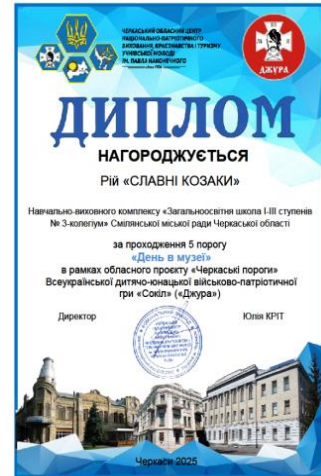 ЧЕРКАСЬКИЙ ОБЛАСНИЙ ЦЕНТР
НАЦІОНАЛЬНО-ПАТРІОТИЧНОГО
ВИХОВАННЯ, КРАЄЗНАВСТВА І ТУРИЗМУ
УЧНІВСЬКОЇ МОЛОДІ
ІМ. ПАВЛА НАКОНЕЧНОГО
ДЖУРА
ДИПЛОМ
НАГОРОДЖУЄТЬСЯ
Рій «СЛАВНІ КОЗАКИ»
Навчально-виховного комплексу «Загальноосвітня школа І-ІІІ ступенів
№ 3-колегіум» Смілянської міської ради Черкаської області
за проходження 5 порогу
«День в музеї»
в рамках обласного проєкту «Черкаські пороги»
Всеукраїнської дитячо-юнацької військово-патріотичної
гри «Сокіл» («Джура»)
Директор Юлія КРІТ
Черкаси 2025